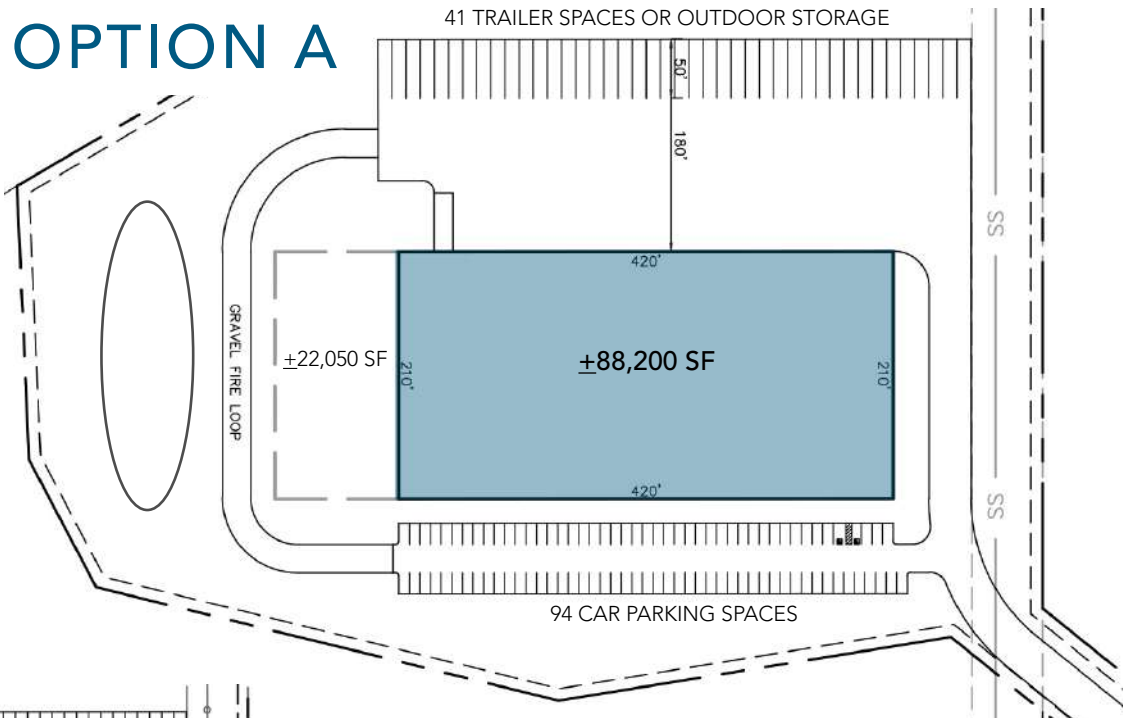 OPTION A
41 TRAILER SPACES OR OUTDOOR STORAGE
50'
180'
SS
420'
GRAVEL FIRE LOOP
±22,050 SF
210'
±88,200 SF
210'
420'
SS
94 CAR PARKING SPACES